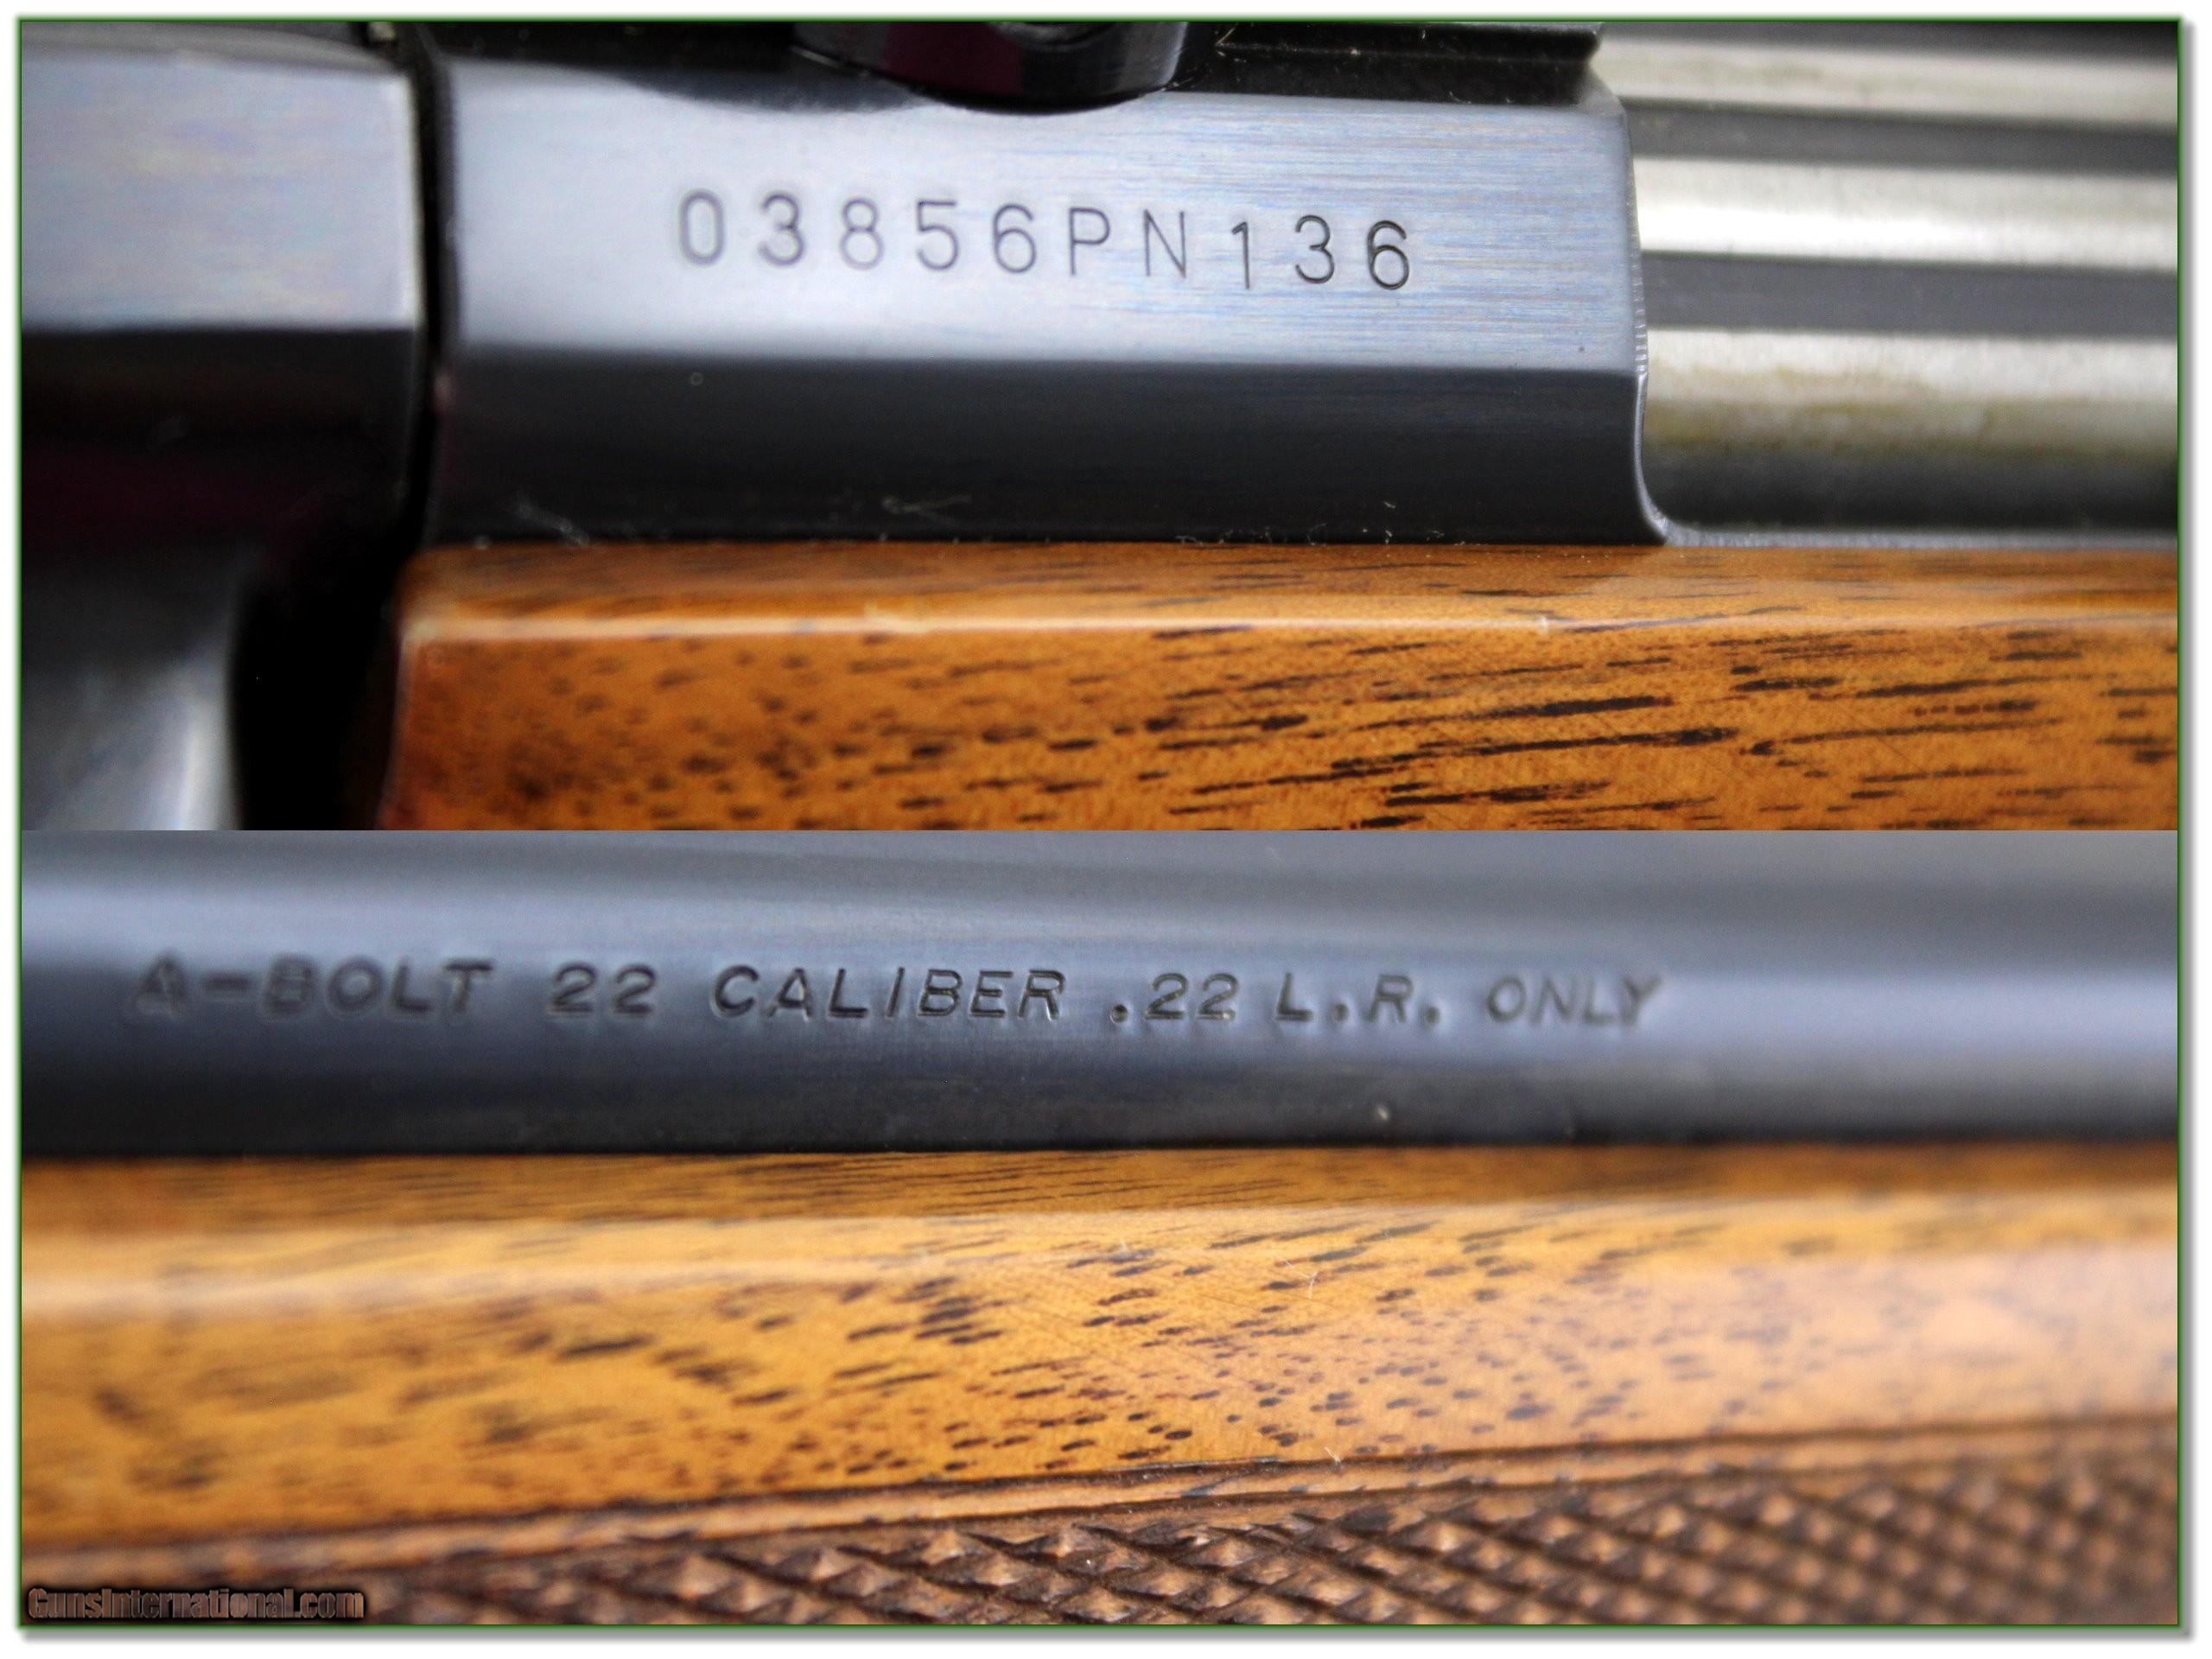 03856PN136
A-BOLT 22 CALIBER .22 L.R. ONLY
GunsInternational.com